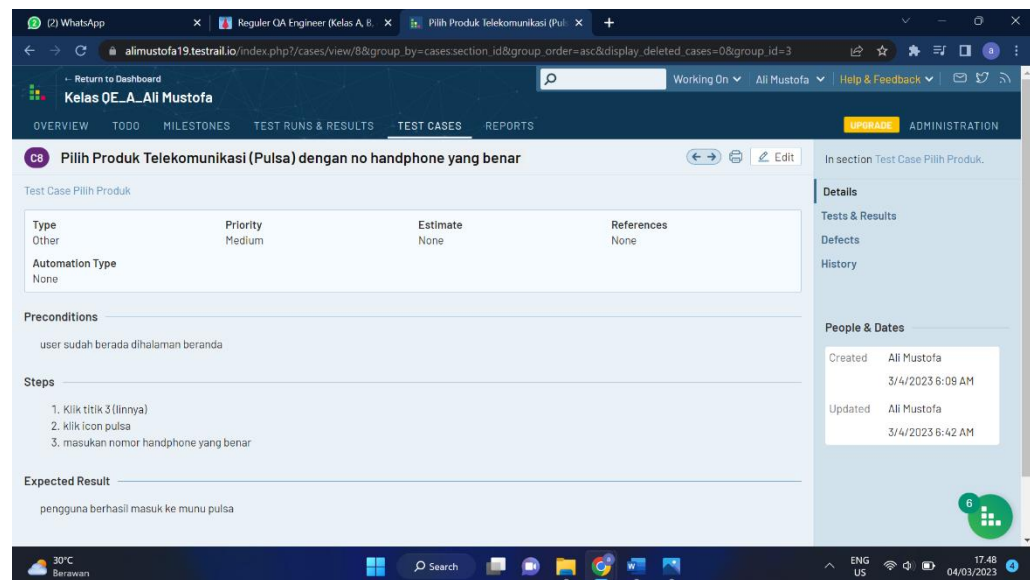 (2) WhatsApp
Reguler QA Engineer (Kelas A, B,
Pilih Produk Telekomunikasi (Pul
alimustofa19.testrail.io/index.php?/cases/view/8&group_by=cases:section_id&group_order=asc&display_deleted_cases=0&group_id=3
a
← Return to Dashboard
Kelas QE_A_Ali Mustofa
Working On
Ali Mustofa
Help & Feedback
OVERVIEW TODO MILESTONES TEST RUNS & RESULTS TEST CASES REPORTS
UPGRADE ADMINISTRATION
C8 Pilih Produk Telekomunikasi (Pulsa) dengan no handphone yang benar
Edit
In section Test Case Pilih Produk.
Test Case Pilih Produk
Details
Tests & Results
Defects
History
Type Priority Estimate References
Other Medium None None
Automation Type
None
Preconditions
user sudah berada dihalaman beranda
Steps
1. Klik titik 3 (linnya)
2. klik icon pulsa
3. masukan nomor handphone yang benar
Expected Result
pengguna berhasil masuk ke munu pulsa
People & Dates
Created Ali Mustofa
3/4/2023 6:09 AM
Updated Ali Mustofa
3/4/2023 6:42 AM
6
30°C
Berawan
Search
ENG
US
17.48
04/03/2023
4